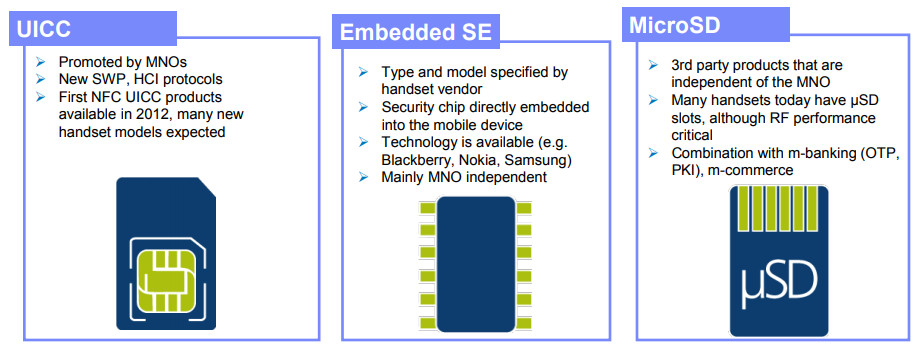 UICC
Promoted by MNOs
New SWP, HCI protocols
First NFC UICC products
available in 2012, many new
handset models expected
Embedded SE
Type and model specified by
handset vendor
Security chip directly embedded
into the mobile device
Technology is available (e.g.
Blackberry, Nokia, Samsung)
Mainly MNO independent
MicroSD
3rd party products that are
independent of the MNO
Many handsets today have µSD
slots, although RF performance
critical
Combination with m-banking (OTP,
PKI), m-commerce
µSD